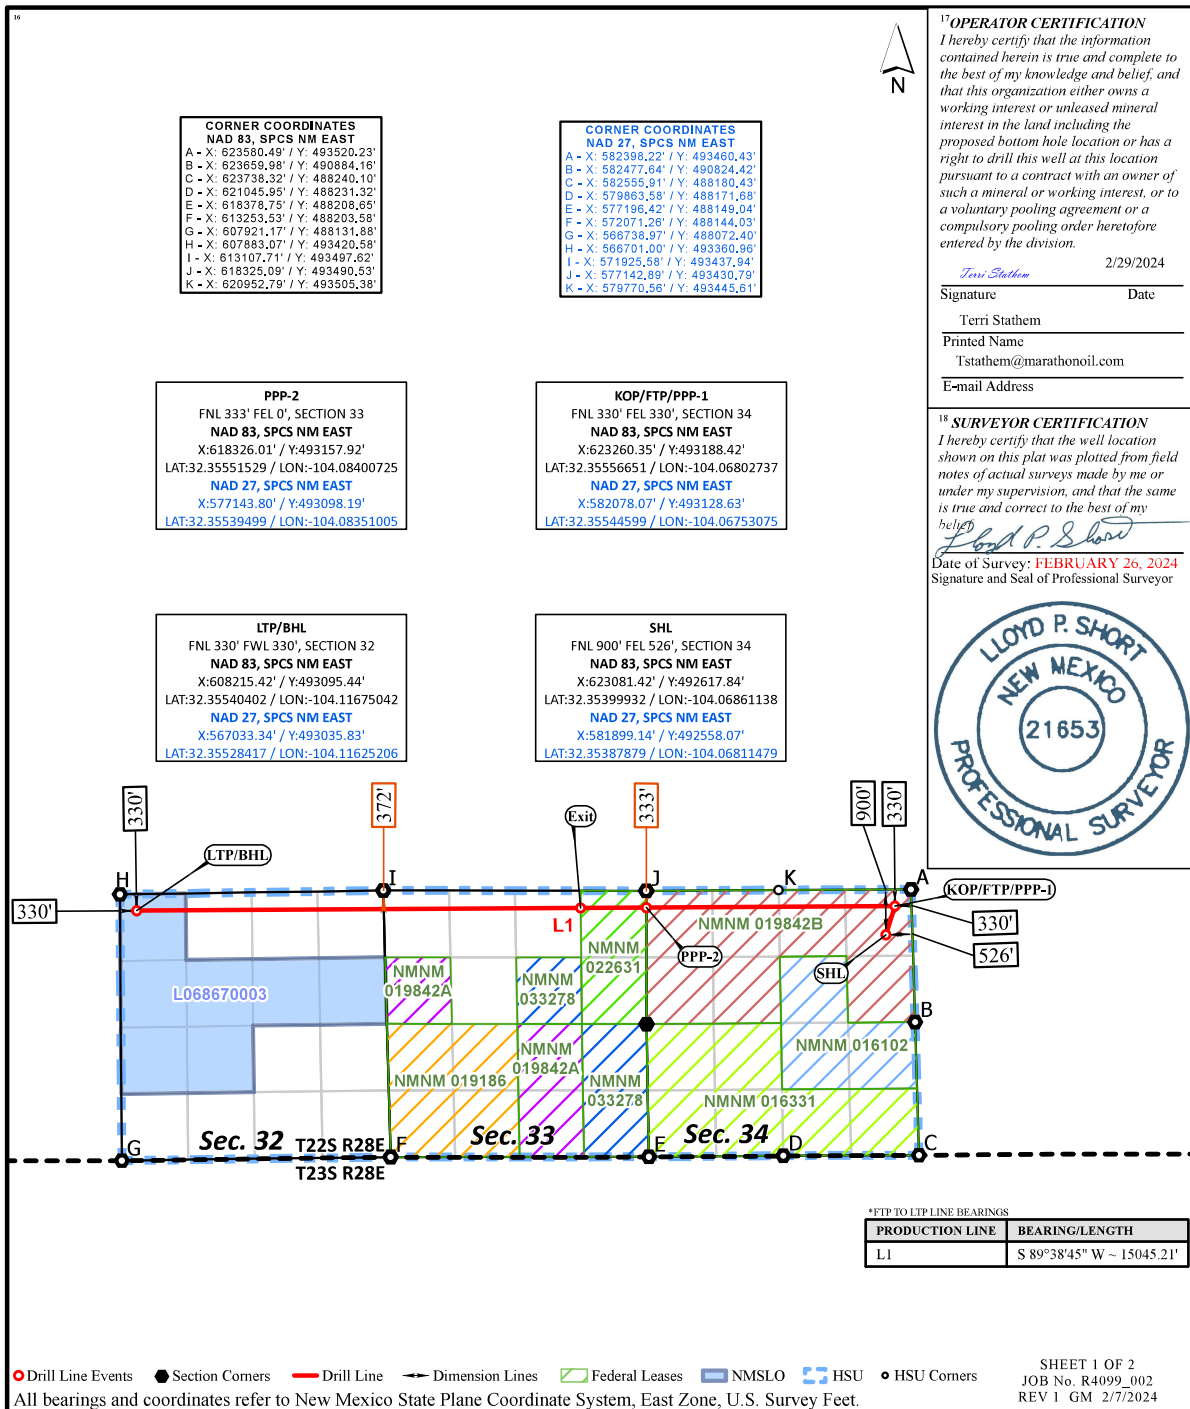 16
N
CORNER COORDINATES
NAD 83, SPCS NM EAST
A - X: 623580.49' / Y: 493520.23'
B - X: 623659.98' / Y: 490884.16'
C - X: 623738.32' / Y: 488240.10'
D - X: 621045.95' / Y: 488231.32'
E - X: 618378.75' / Y: 488208.65'
F - X: 613253.53' / Y: 488203.58'
G - X: 607921.17' / Y: 488131.88'
H - X: 607883.07' / Y: 493420.58'
I - X: 613107.71' / Y: 493497.62'
J - X: 618325.09' / Y: 493490.53'
K - X: 620952.79' / Y: 493505.38'
CORNER COORDINATES
NAD 27, SPCS NM EAST
A - X: 582398.22' / Y: 493460.43'
B - X: 582477.64' / Y: 490824.42'
C - X: 582555.91' / Y: 488180.43'
D - X: 579863.58' / Y: 488171.68'
E - X: 577196.42' / Y: 488149.04'
F - X: 572071.26' / Y: 488144.03'
G - X: 566738.97' / Y: 488072.40'
H - X: 566701.00' / Y: 493360.96'
I - X: 571925.58' / Y: 493437.94'
J - X: 577142.89' / Y: 493430.79'
K - X: 579770.56' / Y: 493445.61'
PPP-2
FNL 333' FEL 0', SECTION 33
NAD 83, SPCS NM EAST
X:618326.01' / Y:493157.92'
LAT:32.35551529 / LON:-104.08400725
NAD 27, SPCS NM EAST
X:577143.80' / Y:493098.19'
LAT:32.35539499 / LON:-104.08351005
KOP/FTP/PPP-1
FNL 330' FEL 330', SECTION 34
NAD 83, SPCS NM EAST
X:623260.35' / Y:493188.42'
LAT:32.35556651 / LON:-104.06802737
NAD 27, SPCS NM EAST
X:582078.07' / Y:493128.63'
LAT:32.35544599 / LON:-104.06753075
LTP/BHL
FNL 330' FWL 330', SECTION 32
NAD 83, SPCS NM EAST
X:608215.42' / Y:493095.44'
LAT:32.35540402 / LON:-104.11675042
NAD 27, SPCS NM EAST
X:567033.34' / Y:493035.83'
LAT:32.35528417 / LON:-104.11625206
SHL
FNL 900' FEL 526', SECTION 34
NAD 83, SPCS NM EAST
X:623081.42' / Y:492617.84'
LAT:32.35399932 / LON:-104.06861138
NAD 27, SPCS NM EAST
X:581899.14' / Y:492558.07'
LAT:32.35387879 / LON:-104.06811479
17 OPERATOR CERTIFICATION
I hereby certify that the information
contained herein is true and complete to
the best of my knowledge and belief, and
that this organization either owns a
working interest or unleased mineral
interest in the land including the
proposed bottom hole location or has a
right to drill this well at this location
pursuant to a contract with an owner of
such a mineral or working interest, or to
a voluntary pooling agreement or a
compulsory pooling order heretofore
entered by the division.
Terri Stathem 2/29/2024
Signature Date
Terri Stathem
Printed Name
Tstathem@marathonoil.com
E-mail Address
18 SURVEYOR CERTIFICATION
I hereby certify that the well location
shown on this plat was plotted from field
notes of actual surveys made by me or
under my supervision, and that the same
is true and correct to the best of my
belief.
Lloyd P. Short
Date of Survey: FEBRUARY 26, 2024
Signature and Seal of Professional Surveyor
LLOYD P. SHORT
NEW MEXICO
21653
PROFESSIONAL SURVEYOR
330'
372'
333'
900'
330'
Exit
LTP/BHL
H
I
J
K
A
KOP/FTP/PPP-1
330'
330'
526'
L1
NMNM 019842B
PPP-2
SHL
NMNM
022631
NMNM
019842A
NMNM
033278
L068670003
B
NMNM
019842A
NMNM 016102
NMNM 019186
NMNM
033278
NMNM 016331
Sec. 32
T22S R28E
Sec. 33
Sec. 34
G
F
E
D
C
T23S R28E
*FTP TO LTP LINE BEARINGS
PRODUCTION LINE BEARING/LENGTH
L1 S 89°38'45" W ~ 15045.21'
Drill Line Events Section Corners Drill Line Dimension Lines Federal Leases NMSLO HSU HSU Corners
All bearings and coordinates refer to New Mexico State Plane Coordinate System, East Zone, U.S. Survey Feet.
SHEET 1 OF 2
JOB No. R4099_002
REV 1 GM 2/7/2024